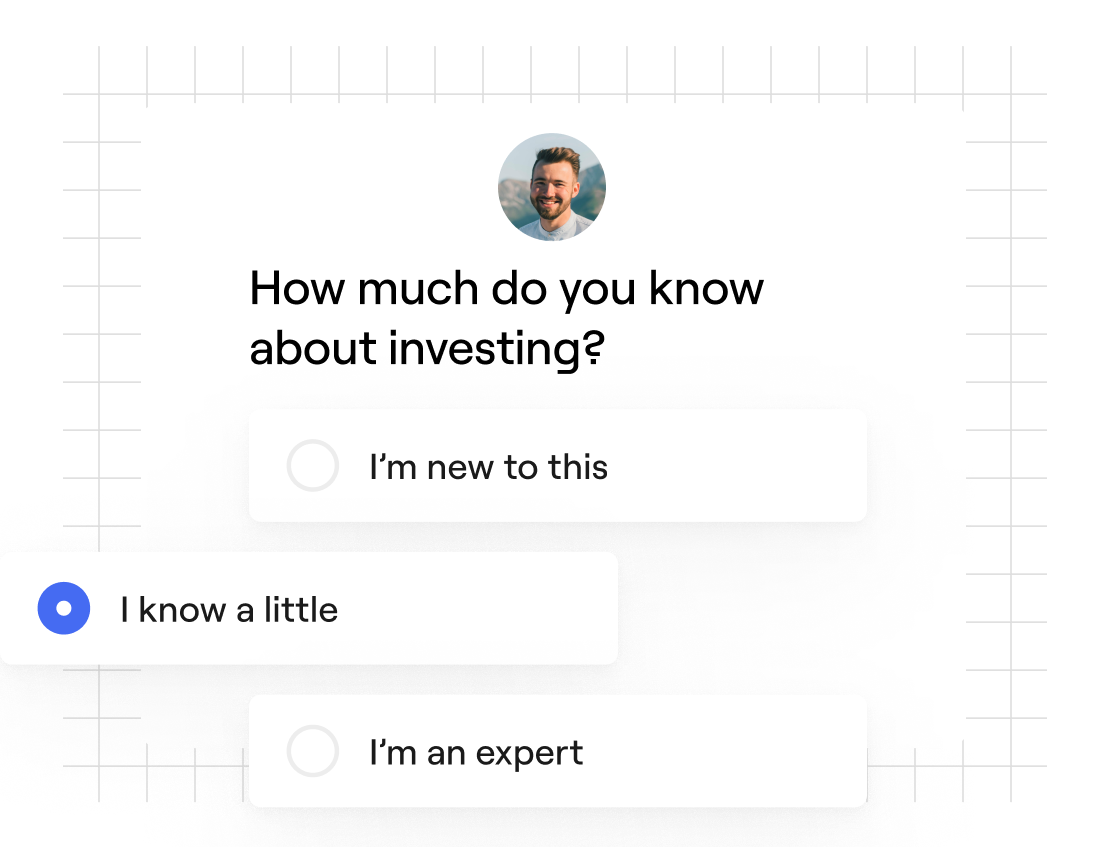 How much do you know
about investing?
I’m new to this
I know a little
I’m an expert